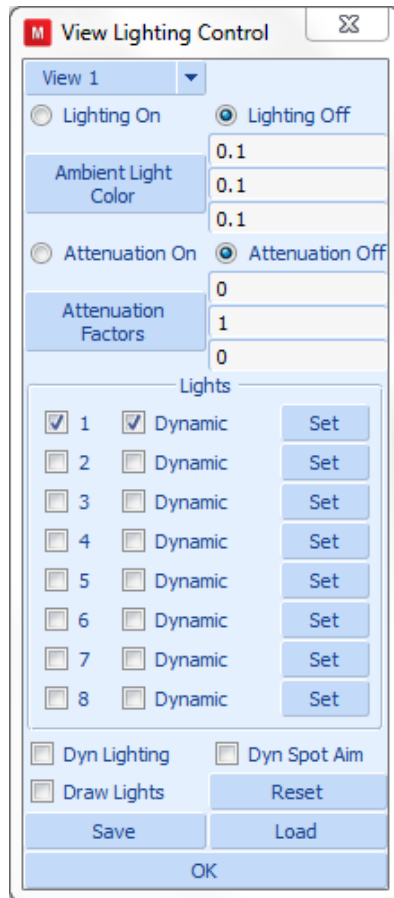 M View Lighting Control
View 1
Lighting On Lighting Off
Ambient Light
Color
0.1
0.1
0.1
Attenuation On Attenuation Off
Attenuation
Factors
0
1
0
Lights
1 Dynamic Set
2 Dynamic Set
3 Dynamic Set
4 Dynamic Set
5 Dynamic Set
6 Dynamic Set
7 Dynamic Set
8 Dynamic Set
Dyn Lighting Dyn Spot Aim
Draw Lights Reset
Save Load
OK